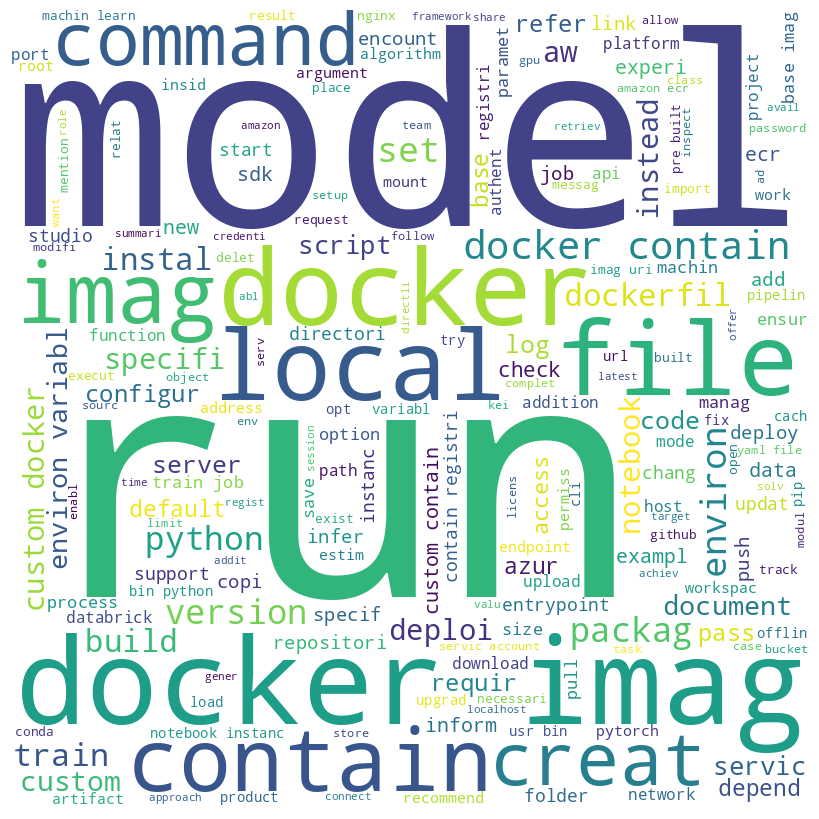 machin learn
result
nginx
framework
share
allow
command
refer
link
port
root
encount
algorithm
aw
platform
gpu
class
base imag
paramet
insid
argument
place
experi
amazon ecr
project
avail
model
registri
instead
pre built
inspect
password
role
mention
relat
amazon
team
retriev
start
set
sdk
mount
base
authent
job
api
messag
import
ecr
ad
work
want
setup
request
studio
modifi
summari
new
credenti
follow
script
docker contain
instal
delet
imag uri
machin
add
imag
docker
abl
directli
dockerfil
pipelin
function
environ variabl
serv
directori
local
try
log
file
offer
ensur
specifi
check
url
built
execut
object
complet
latest
custom docker
configur
sourc
address
env
opt
variabl
kei
addition
notebook
code
manag
fix
cach
mode
deploy
yaml file
open
run
server
option
contain registri
path
instanc
save
session
enabl
time
train job
default
regist
limit
exist
infer
estim
addit
python
support
copi
bin python
process
databrick
version
specif
custom contain
licens
access
cli
permiss
endpoint
azur
upload
entrypoint
valu
chang
environ
data
pip
solv
updat
host
target
github
push
modul
exampl
achiev
track
workspac
document
build
repositori
deploi
size
packag
pass
offlin
servic account
task
case
bucket
docker imag
gener
load
download
requir
upgrad
necessari
pull
localhost
conda
notebook instanc
store
inform
usr bin
pytorch
train
contain
creat
servic
custom
artifact
approach
product
connect
recommend
folder
network
depend